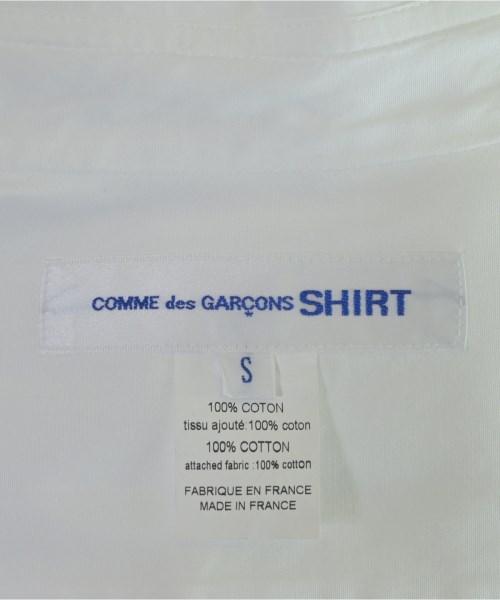 COMME des GARÇONS SHIRT
S
100% COTON
tissu ajouté:100% coton
100% COTTON
attached fabric :100% cotton
FABRIQUE EN FRANCE
MADE IN FRANCE